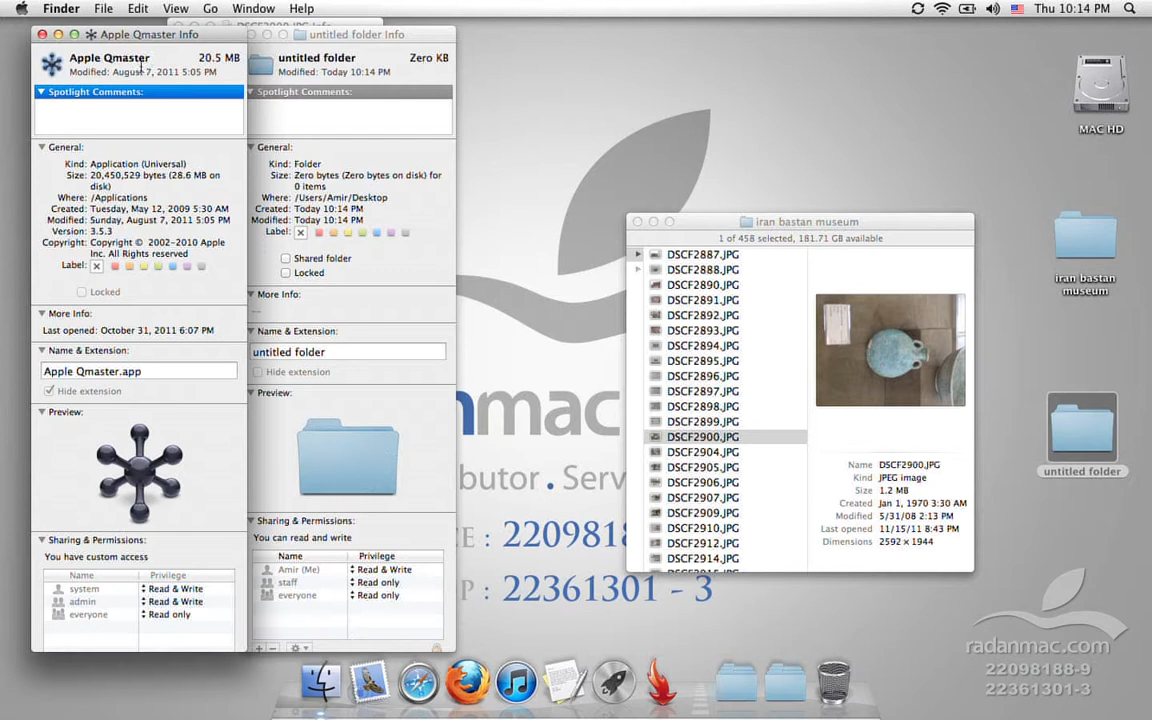 Finder File Edit View Go Window Help
Thu 10:14 PM
Apple Qmaster Info
Apple Qmaster 20.5 MB
Modified: August 7, 2011 5:05 PM
Spotlight Comments:
General:
Kind: Application (Universal)
Size: 20,450,529 bytes (28.6 MB on
disk)
Where: /Applications
Created: Tuesday, May 12, 2009 5:30 AM
Modified: Sunday, August 7, 2011 5:05 PM
Version: 3.5.3
Copyright: Copyright © 2002-2010 Apple
Inc. All Rights reserved
Label:
Locked
More Info:
Last opened: October 31, 2011 6:07 PM
Name & Extension:
Apple Qmaster.app
Hide extension
Preview:
Sharing & Permissions:
You have custom access
Name Privilege
system Read & Write
admin Read & Write
everyone Read only
untitled folder Info
untitled folder Zero KB
Modified: Today 10:14 PM
Spotlight Comments:
General:
Kind: Folder
Size: Zero bytes (Zero bytes on disk) for
0 items
Where: /Users/Amir/Desktop
Created: Today 10:14 PM
Modified: Today 10:14 PM
Label:
Shared folder
Locked
More Info:
Name & Extension:
untitled folder
Hide extension
Preview:
Sharing & Permissions:
You can read and write
Name Privilege
Amir (Me) Read & Write
staff Read only
everyone Read only
iran bastan museum
1 of 458 selected, 181.71 GB available
DSCF2887.JPG
DSCF2888.JPG
DSCF2890.JPG
DSCF2891.JPG
DSCF2892.JPG
DSCF2893.JPG
DSCF2894.JPG
DSCF2895.JPG
DSCF2896.JPG
DSCF2897.JPG
DSCF2898.JPG
DSCF2899.JPG
DSCF2900.JPG
DSCF2904.JPG
DSCF2905.JPG
DSCF2906.JPG
DSCF2907.JPG
DSCF2909.JPG
DSCF2910.JPG
DSCF2912.JPG
DSCF2914.JPG
Name DSCF2900.JPG
Kind JPEG image
Size 1.2 MB
Created Jan 1, 1970 3:30 AM
Modified 5/31/08 2:13 PM
Last opened 11/15/11 8:43 PM
Dimensions 2592 × 1944
MAC HD
iran bastan
museum
untitled folder
nmac
butor . Serv
E : 220981
P : 22361301 - 3
radanmac.com
22098188-9
22361301-3